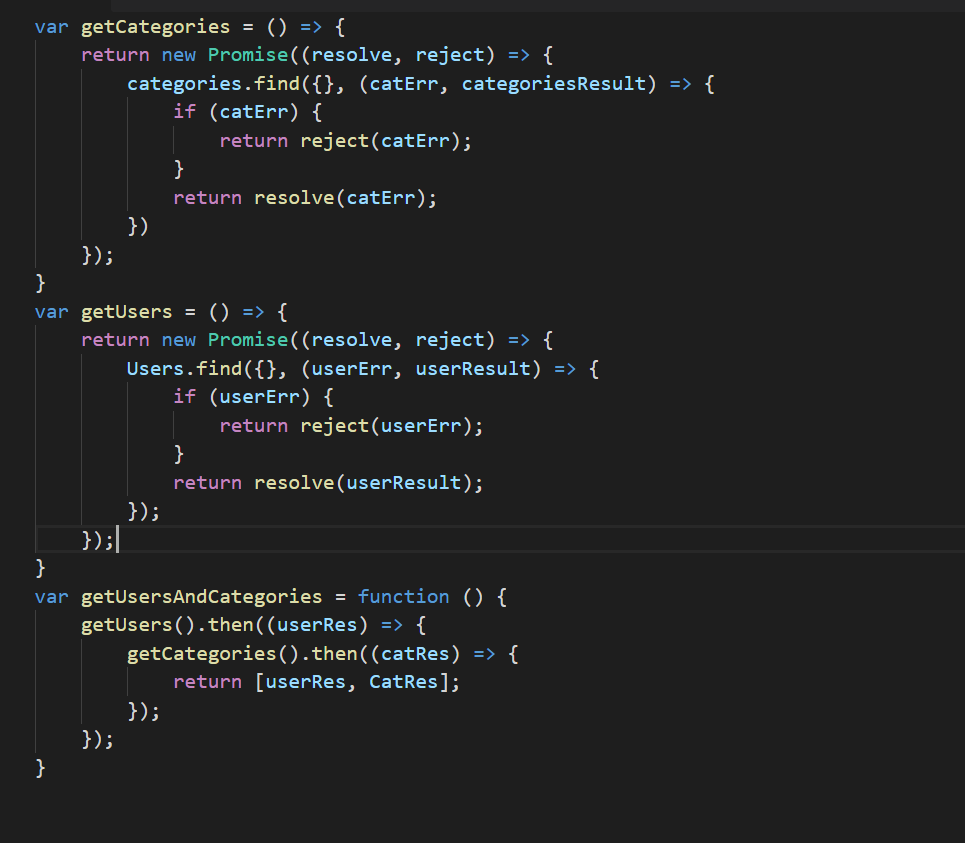 var getCategories = () => {
    return new Promise((resolve, reject) => {
        categories.find({}, (catErr, categoriesResult) => {
            if (catErr) {
                return reject(catErr);
            }
            return resolve(catErr);
        })
    });
}
var getUsers = () => {
    return new Promise((resolve, reject) => {
        Users.find({}, (userErr, userResult) => {
            if (userErr) {
                return reject(userErr);
            }
            return resolve(userResult);
        });
    });
}
var getUsersAndCategories = function () {
    getUsers().then((userRes) => {
        getCategories().then((catRes) => {
            return [userRes, CatRes];
        });
    });
}